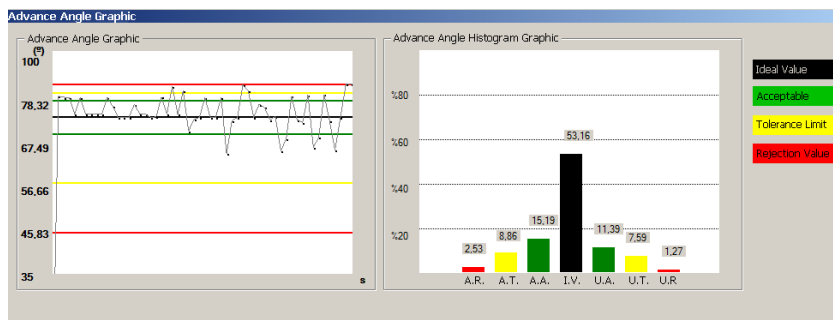 Advance Angle Graphic
Advance Angle Graphic
(º)
100
78,32
67,49
56,66
45,83
35
s
Advance Angle Histogram Graphic
%80
%60
%40
%20
2,53
8,86
15,19
53,16
11,39
7,59
1,27
A.R. A.T. A.A. I.V. U.A. U.T. U.R
Ideal Value
Acceptable
Tolerance Limit
Rejection Value